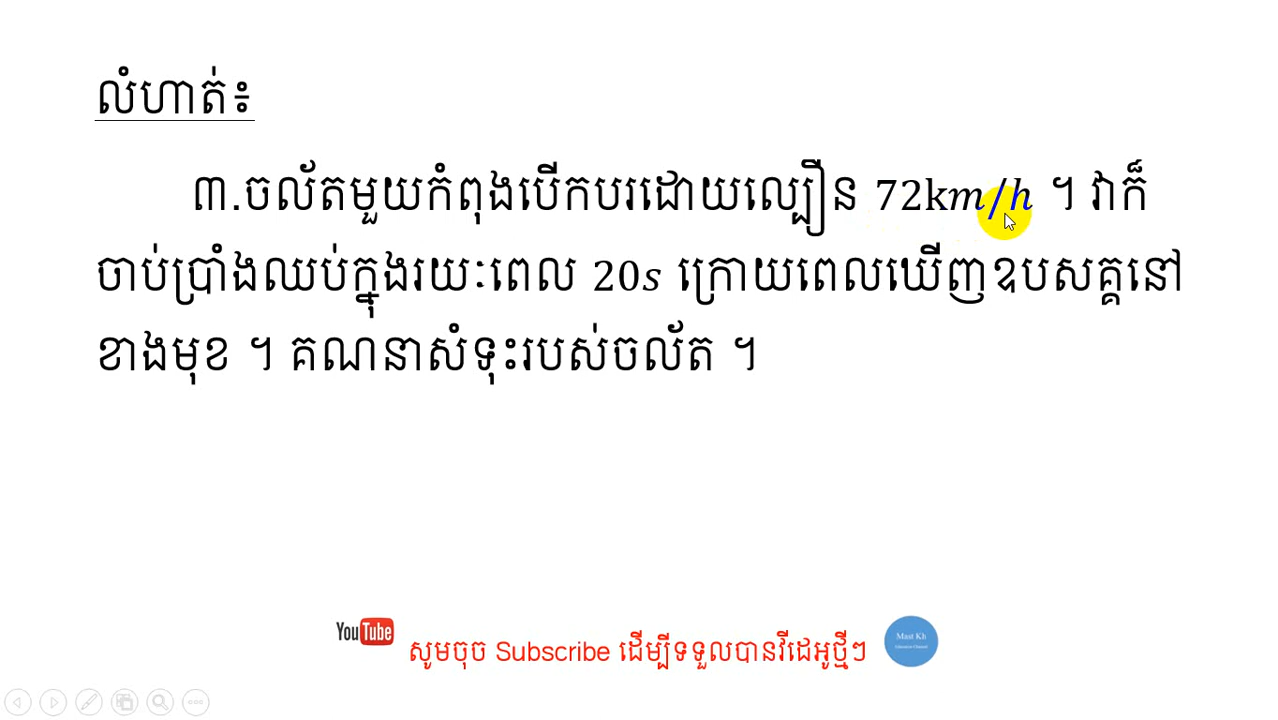 លំហាត់៖
៣.ចល័តមួយកំពុងបើកបរដោយល្បឿន 72km/h ។ វាក៏
ចាប់ប្រាំងឈប់ក្នុងរយៈពេល 20s ក្រោយពេលឃើញឧបសគ្គនៅ
ខាងមុខ ។ គណនាសំទុះរបស់ចល័ត ។
YouTube សូមចុច Subscribe ដើម្បីទទួលបានវីដេអូថ្មីៗ
Mast Kh